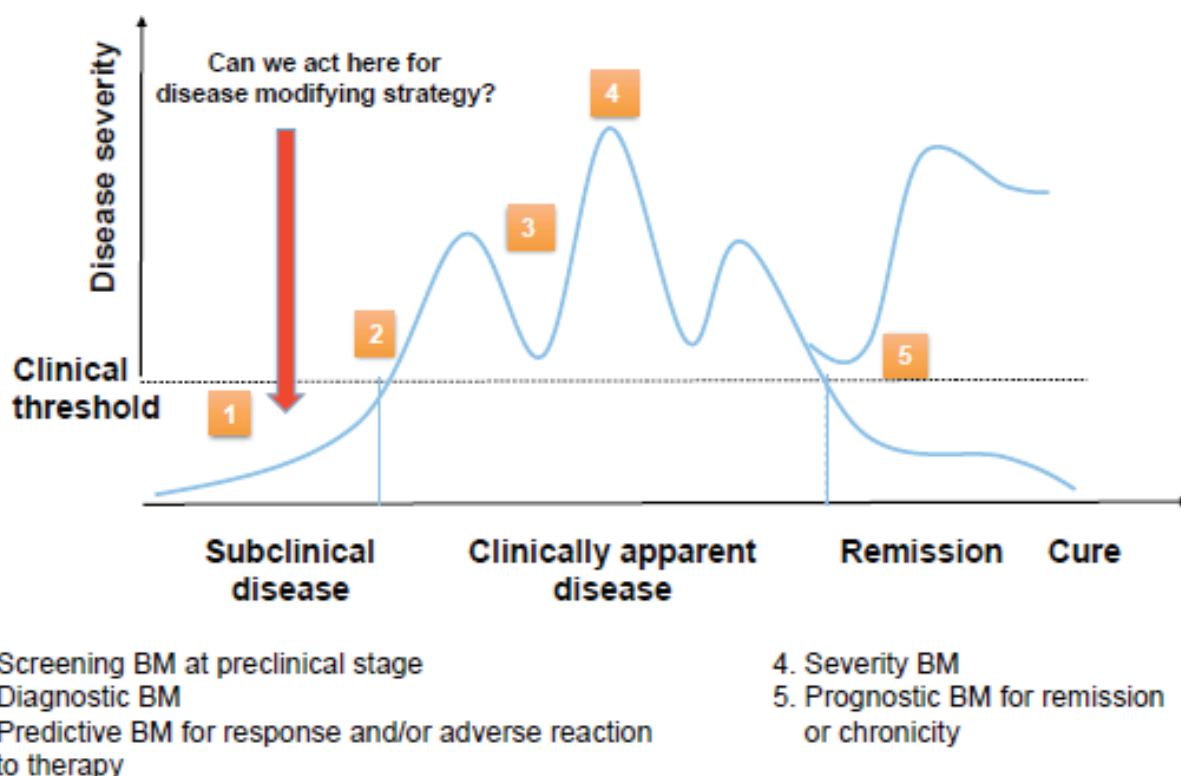 Can we act here for
disease modifying strategy?
Disease severity
4
3
2
5
1
Clinical
threshold
Subclinical
disease
Clinically apparent
disease
Remission
Cure
Screening BM at preclinical stage
Diagnostic BM
Predictive BM for response and/or adverse reaction
to therapy
4. Severity BM
5. Prognostic BM for remission
or chronicity